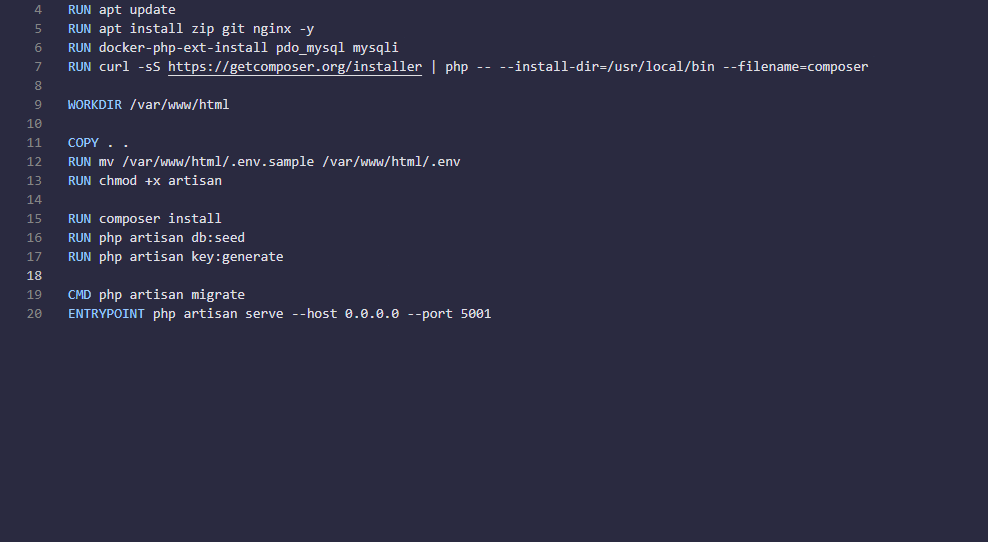 4 RUN apt update
5 RUN apt install zip git nginx -y
6 RUN docker-php-ext-install pdo_mysql mysqli
7 RUN curl -sS https://getcomposer.org/installer | php -- --install-dir=/usr/local/bin --filename=composer
8
9 WORKDIR /var/www/html
10
11 COPY . .
12 RUN mv /var/www/html/.env.sample /var/www/html/.env
13 RUN chmod +x artisan
14
15 RUN composer install
16 RUN php artisan db:seed
17 RUN php artisan key:generate
18
19 CMD php artisan migrate
20 ENTRYPOINT php artisan serve --host 0.0.0.0 --port 5001